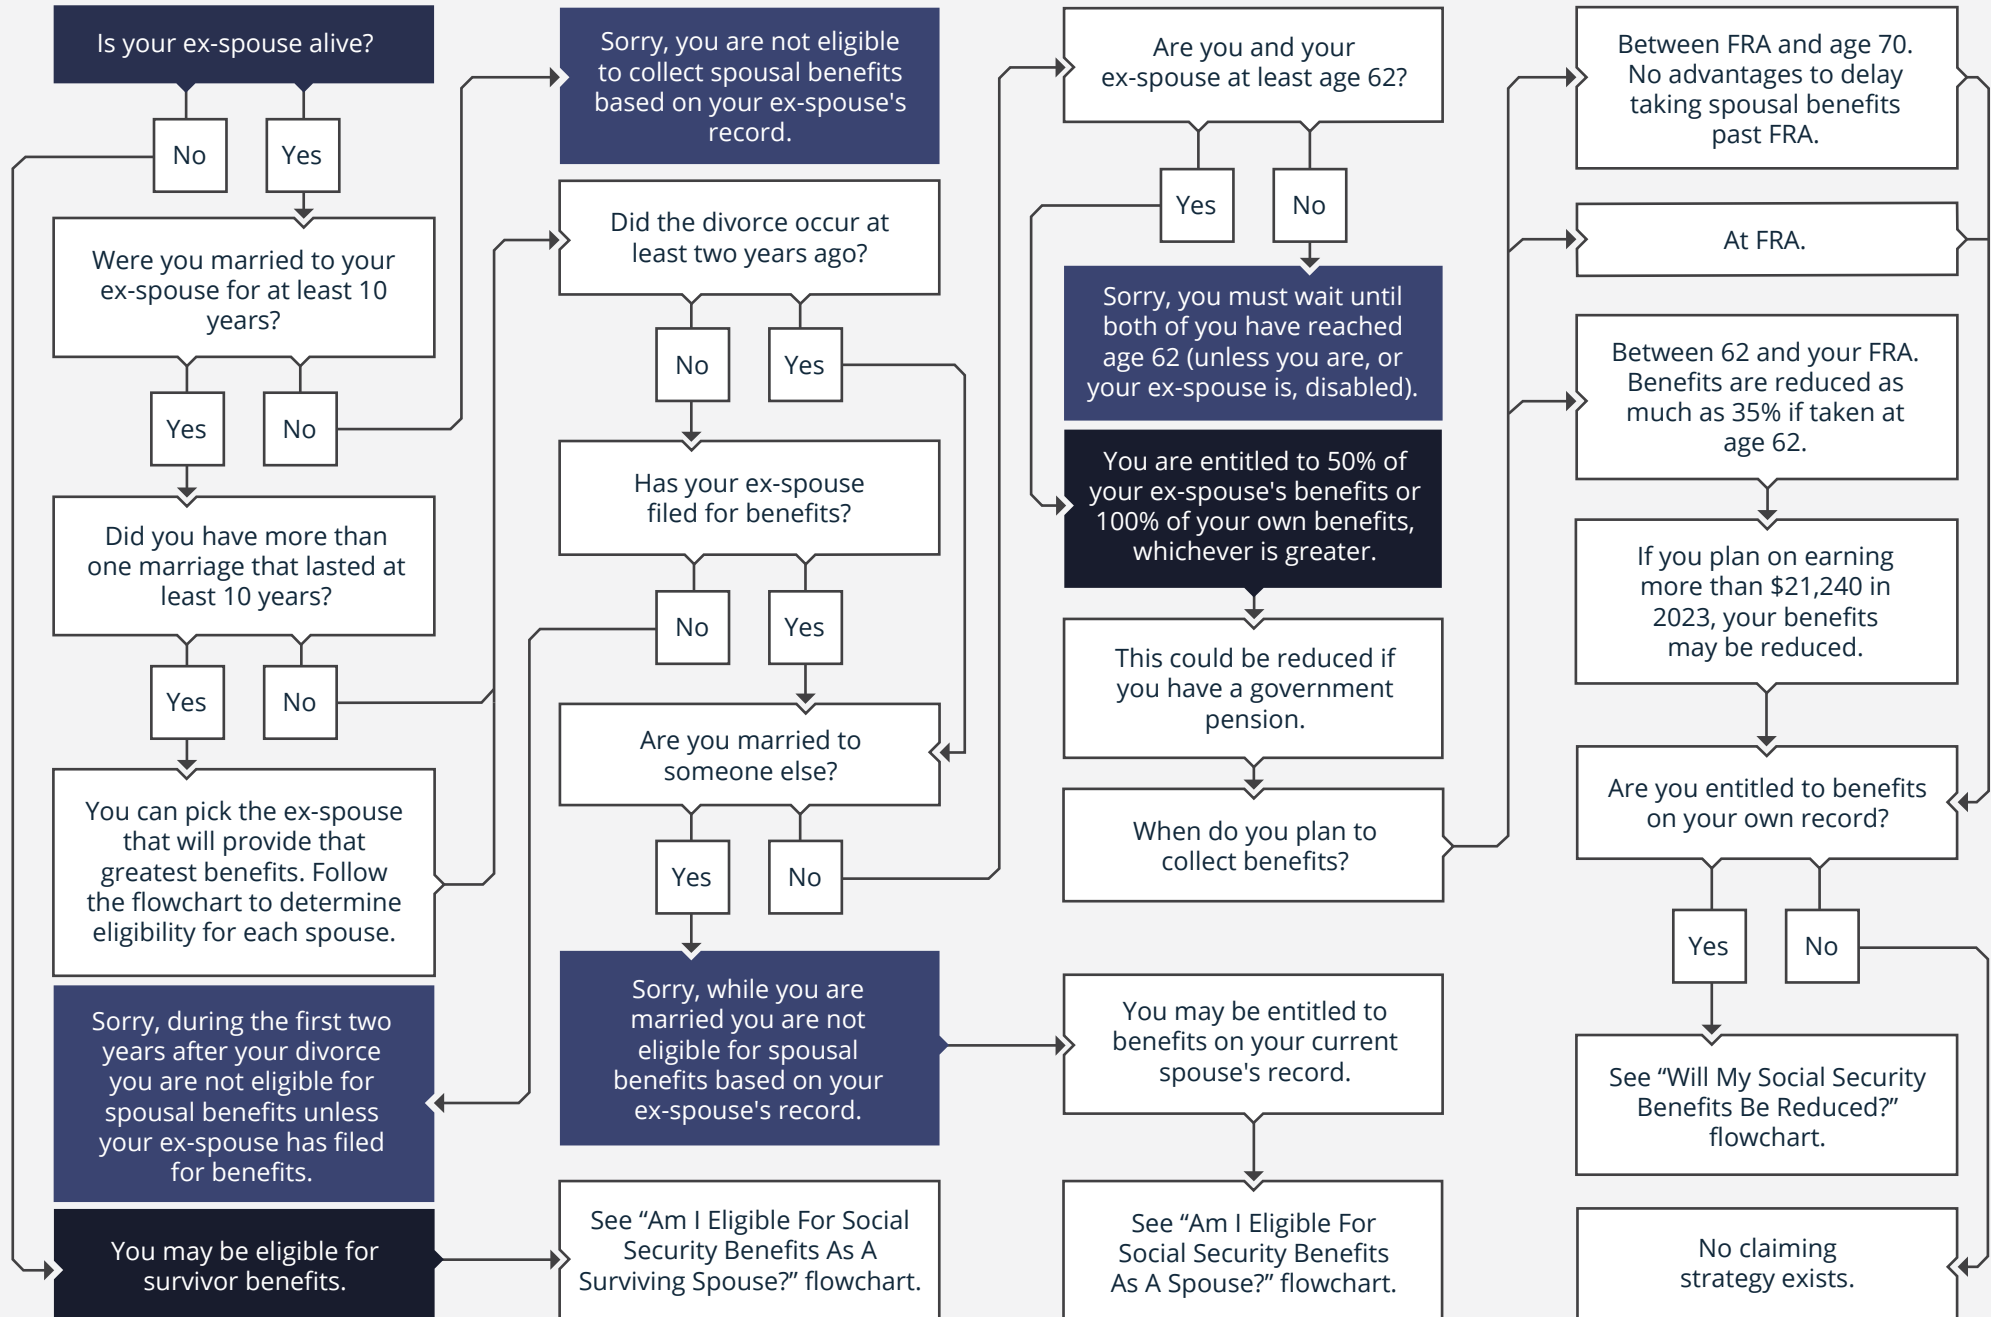 Is your ex-spouse alive?
No
Yes
Were you married to your
ex-spouse for at least 10
years?
Yes
No
Did you have more than
one marriage that lasted at
least 10 years?
Yes
No
You can pick the ex-spouse
that will provide that
greatest benefits. Follow
the flowchart to determine
eligibility for each spouse.
Sorry, during the first two
years after your divorce
you are not eligible for
spousal benefits unless
your ex-spouse has filed
for benefits.
You may be eligible for
survivor benefits.
Sorry, you are not eligible
to collect spousal benefits
based on your ex-spouse's
record.
Did the divorce occur at
least two years ago?
No
Yes
Has your ex-spouse
filed for benefits?
No
Yes
Are you married to
someone else?
Yes
No
Sorry, while you are
married you are not
eligible for spousal
benefits based on your
ex-spouse's record.
See “Am I Eligible For Social
Security Benefits As A
Surviving Spouse?” flowchart.
Are you and your
ex-spouse at least age 62?
Yes
No
Sorry, you must wait until
both of you have reached
age 62 (unless you are, or
your ex-spouse is, disabled).
You are entitled to 50% of
your ex-spouse's benefits or
100% of your own benefits,
whichever is greater.
This could be reduced if
you have a government
pension.
When do you plan to
collect benefits?
You may be entitled to
benefits on your current
spouse's record.
See “Am I Eligible For
Social Security Benefits
As A Spouse?” flowchart.
Between FRA and age 70.
No advantages to delay
taking spousal benefits
past FRA.
At FRA.
Between 62 and your FRA.
Benefits are reduced as
much as 35% if taken at
age 62.
If you plan on earning
more than $21,240 in
2023, your benefits
may be reduced.
Are you entitled to benefits
on your own record?
Yes
No
See “Will My Social Security
Benefits Be Reduced?”
flowchart.
No claiming
strategy exists.